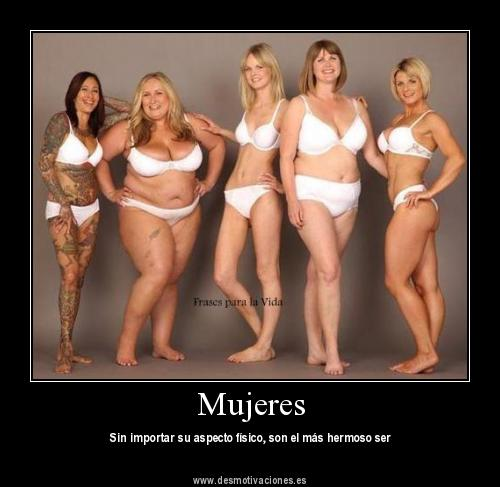 Frases para la Vida
Mujeres
Sin importar su aspecto físico, son el más hermoso ser
www.desmotivaciones.es